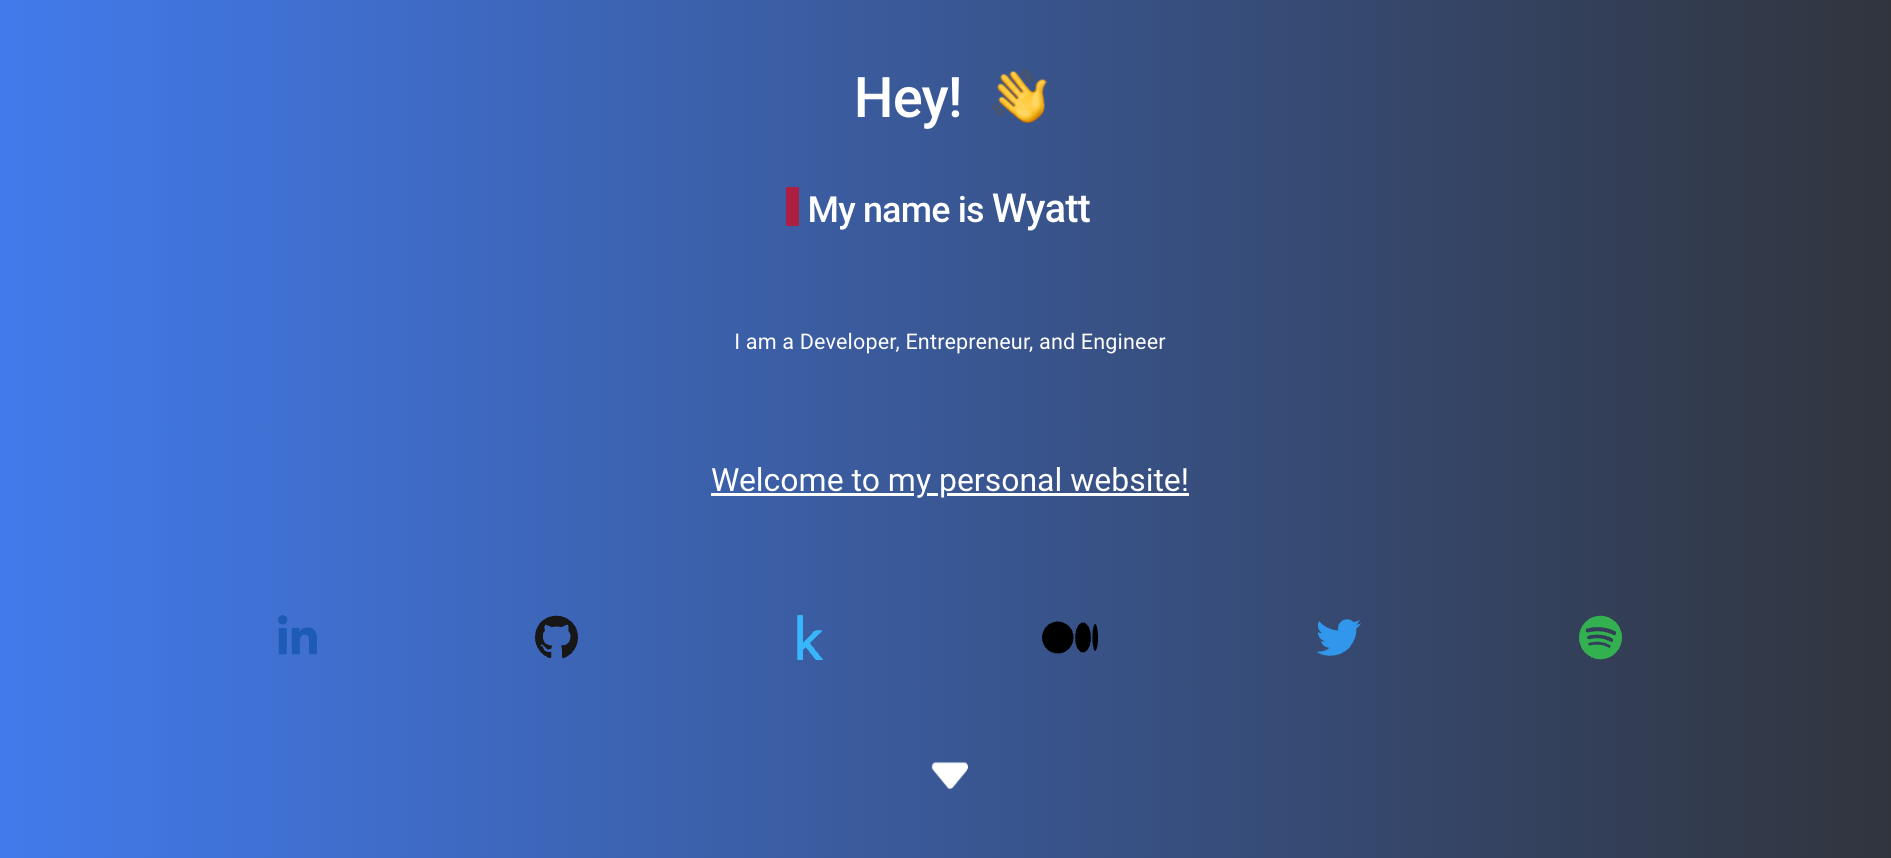 Hey! 👋
My name is Wyatt
I am a Developer, Entrepreneur, and Engineer
Welcome to my personal website!
in
k